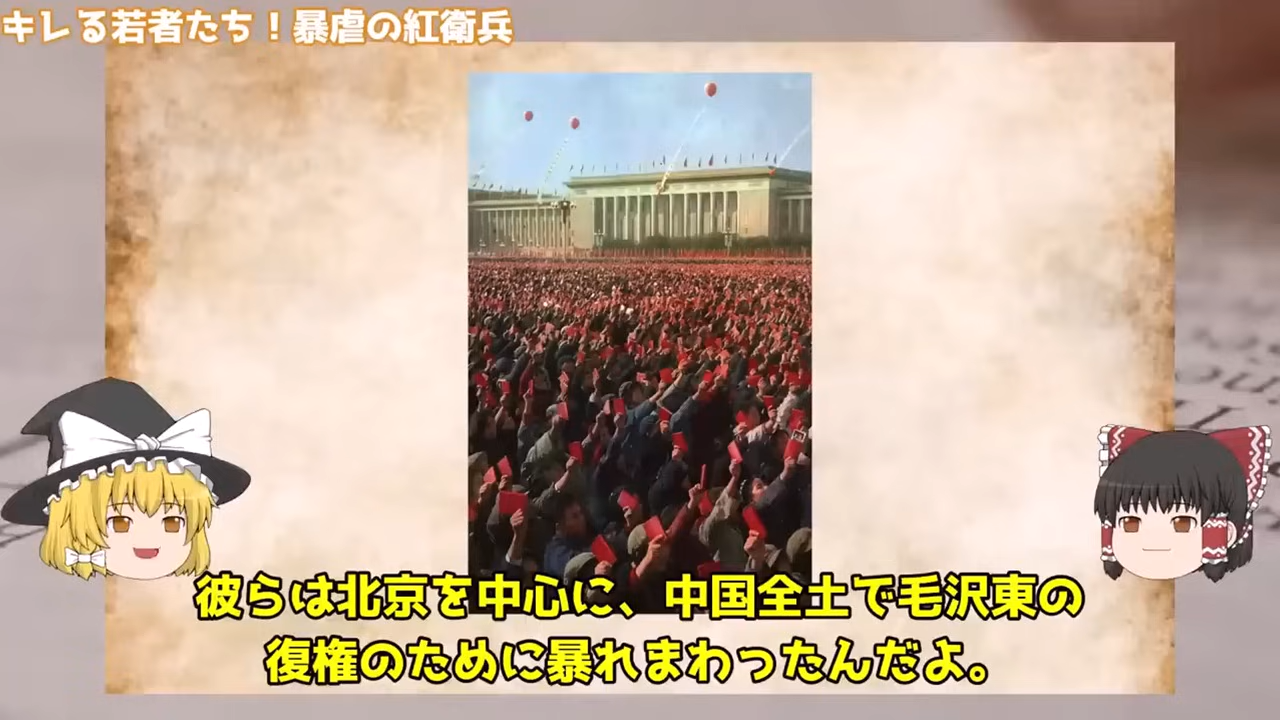 キレる若者たち！暴虐の紅衛兵
彼らは北京を中心に、中国全土で毛沢東の
復権のために暴れまわったんだよ。